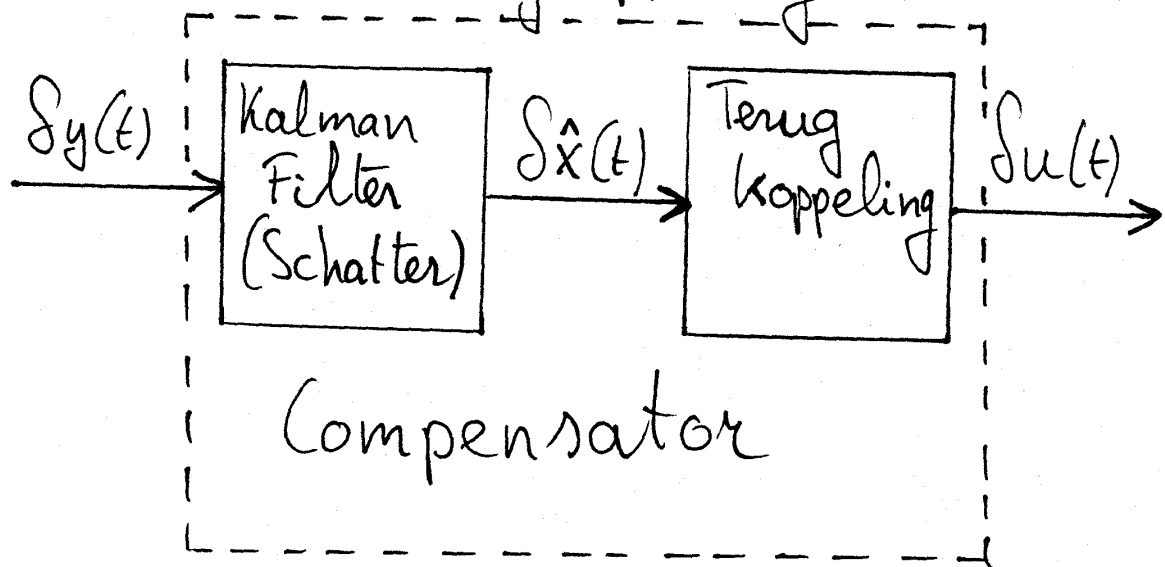 δy(t)
Kalman
Filter
(Schatter)
δx̂(t)
Terug
Koppeling
δu(t)
Compensator